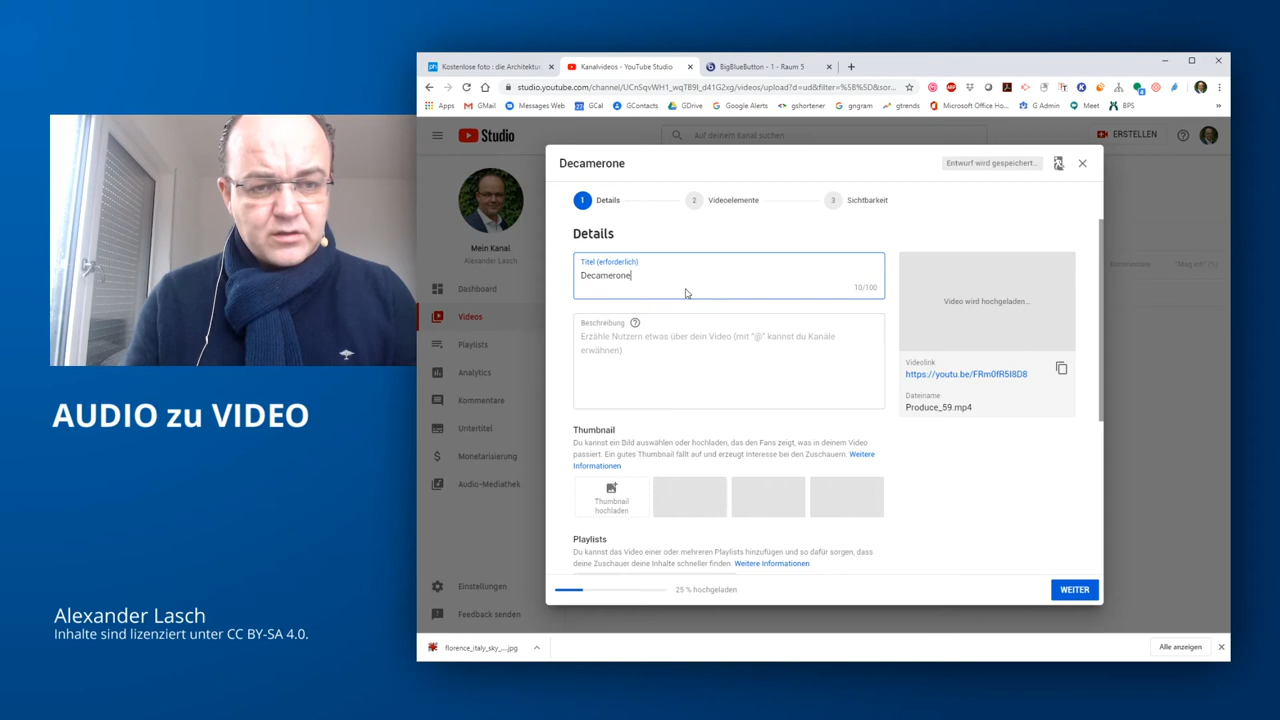 Kostenlose foto : die Architektur
Kanalvideos - YouTube Studio
BigBlueButton - 1 - Raum 5
studio.youtube.com/channel/UCnSqvWH1_wqTB9I_d41G2xg/videos/upload?d=ud&filter=%5B%5D&sor...
Apps
GMail
Messages Web
GCal
GContacts
GDrive
Google Alerts
gshortener
gngram
gtrends
Microsoft Office Ho...
G Admin
Meet
BPS
Studio
Auf deinem Kanal suchen
ERSTELLEN
Mein Kanal
Alexander Lasch
Dashboard
Videos
Playlists
Analytics
Kommentare
Untertitel
Monetarisierung
Audio-Mediathek
Einstellungen
Feedback senden
Decamerone
Entwurf wird gespeichert...
1 Details
2 Videoelemente
3 Sichtbarkeit
Details
Titel (erforderlich)
Decamerone
10/100
Beschreibung
Erzähle Nutzern etwas über dein Video (mit "@" kannst du Kanäle
erwähnen)
Video wird hochgeladen...
Videolink
https://youtu.be/FRm0fR5I8D8
Dateiname
Produce_59.mp4
Thumbnail
Du kannst ein Bild auswählen oder hochladen, das den Fans zeigt, was in deinem Video
passiert. Ein gutes Thumbnail fällt auf und erzeugt Interesse bei den Zuschauern. Weitere
Informationen
Thumbnail
hochladen
Playlists
Du kannst das Video einer oder mehreren Playlists hinzufügen und so dafür sorgen, dass
deine Zuschauer deine Inhalte schneller finden. Weitere Informationen
25 % hochgeladen
WEITER
Kommentare
"Mag ich" (%)
florence_italy_sky_....jpg
Alle anzeigen
AUDIO zu VIDEO
Alexander Lasch
Inhalte sind lizenziert unter CC BY-SA 4.0.